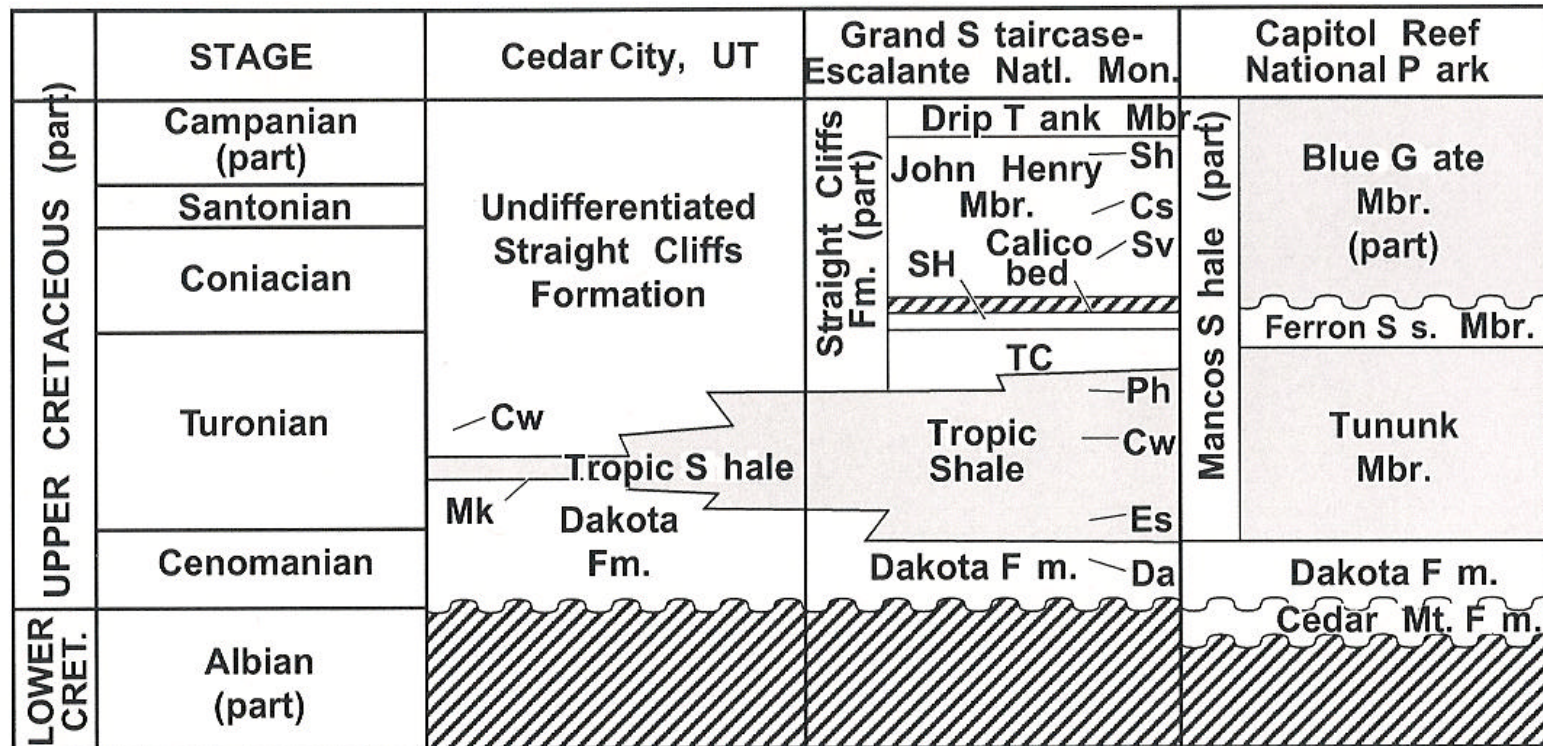 STAGE
Cedar City, UT
Grand S taircase-
Escalante Natl. Mon.
Capitol Reef
National P ark
UPPER CRETACEOUS (part)
LOWER
CRET.
Campanian
(part)
Santonian
Coniacian
Turonian
Cenomanian
Albian
(part)
Undifferentiated
Straight Cliffs
Formation
Cw
Tropic S hale
Mk
Dakota
Fm.
Straight Cliffs
Fm. (part)
Drip T ank Mbr.
John Henry
Mbr.
Sh
Cs
Sv
SH
Calico
bed
TC
Ph
Tropic
Shale
Cw
Es
Dakota F m.
Da
Mancos S hale (part)
Blue G ate
Mbr.
(part)
Ferron S s. Mbr.
Tununk
Mbr.
Dakota F m.
Cedar Mt. F m.